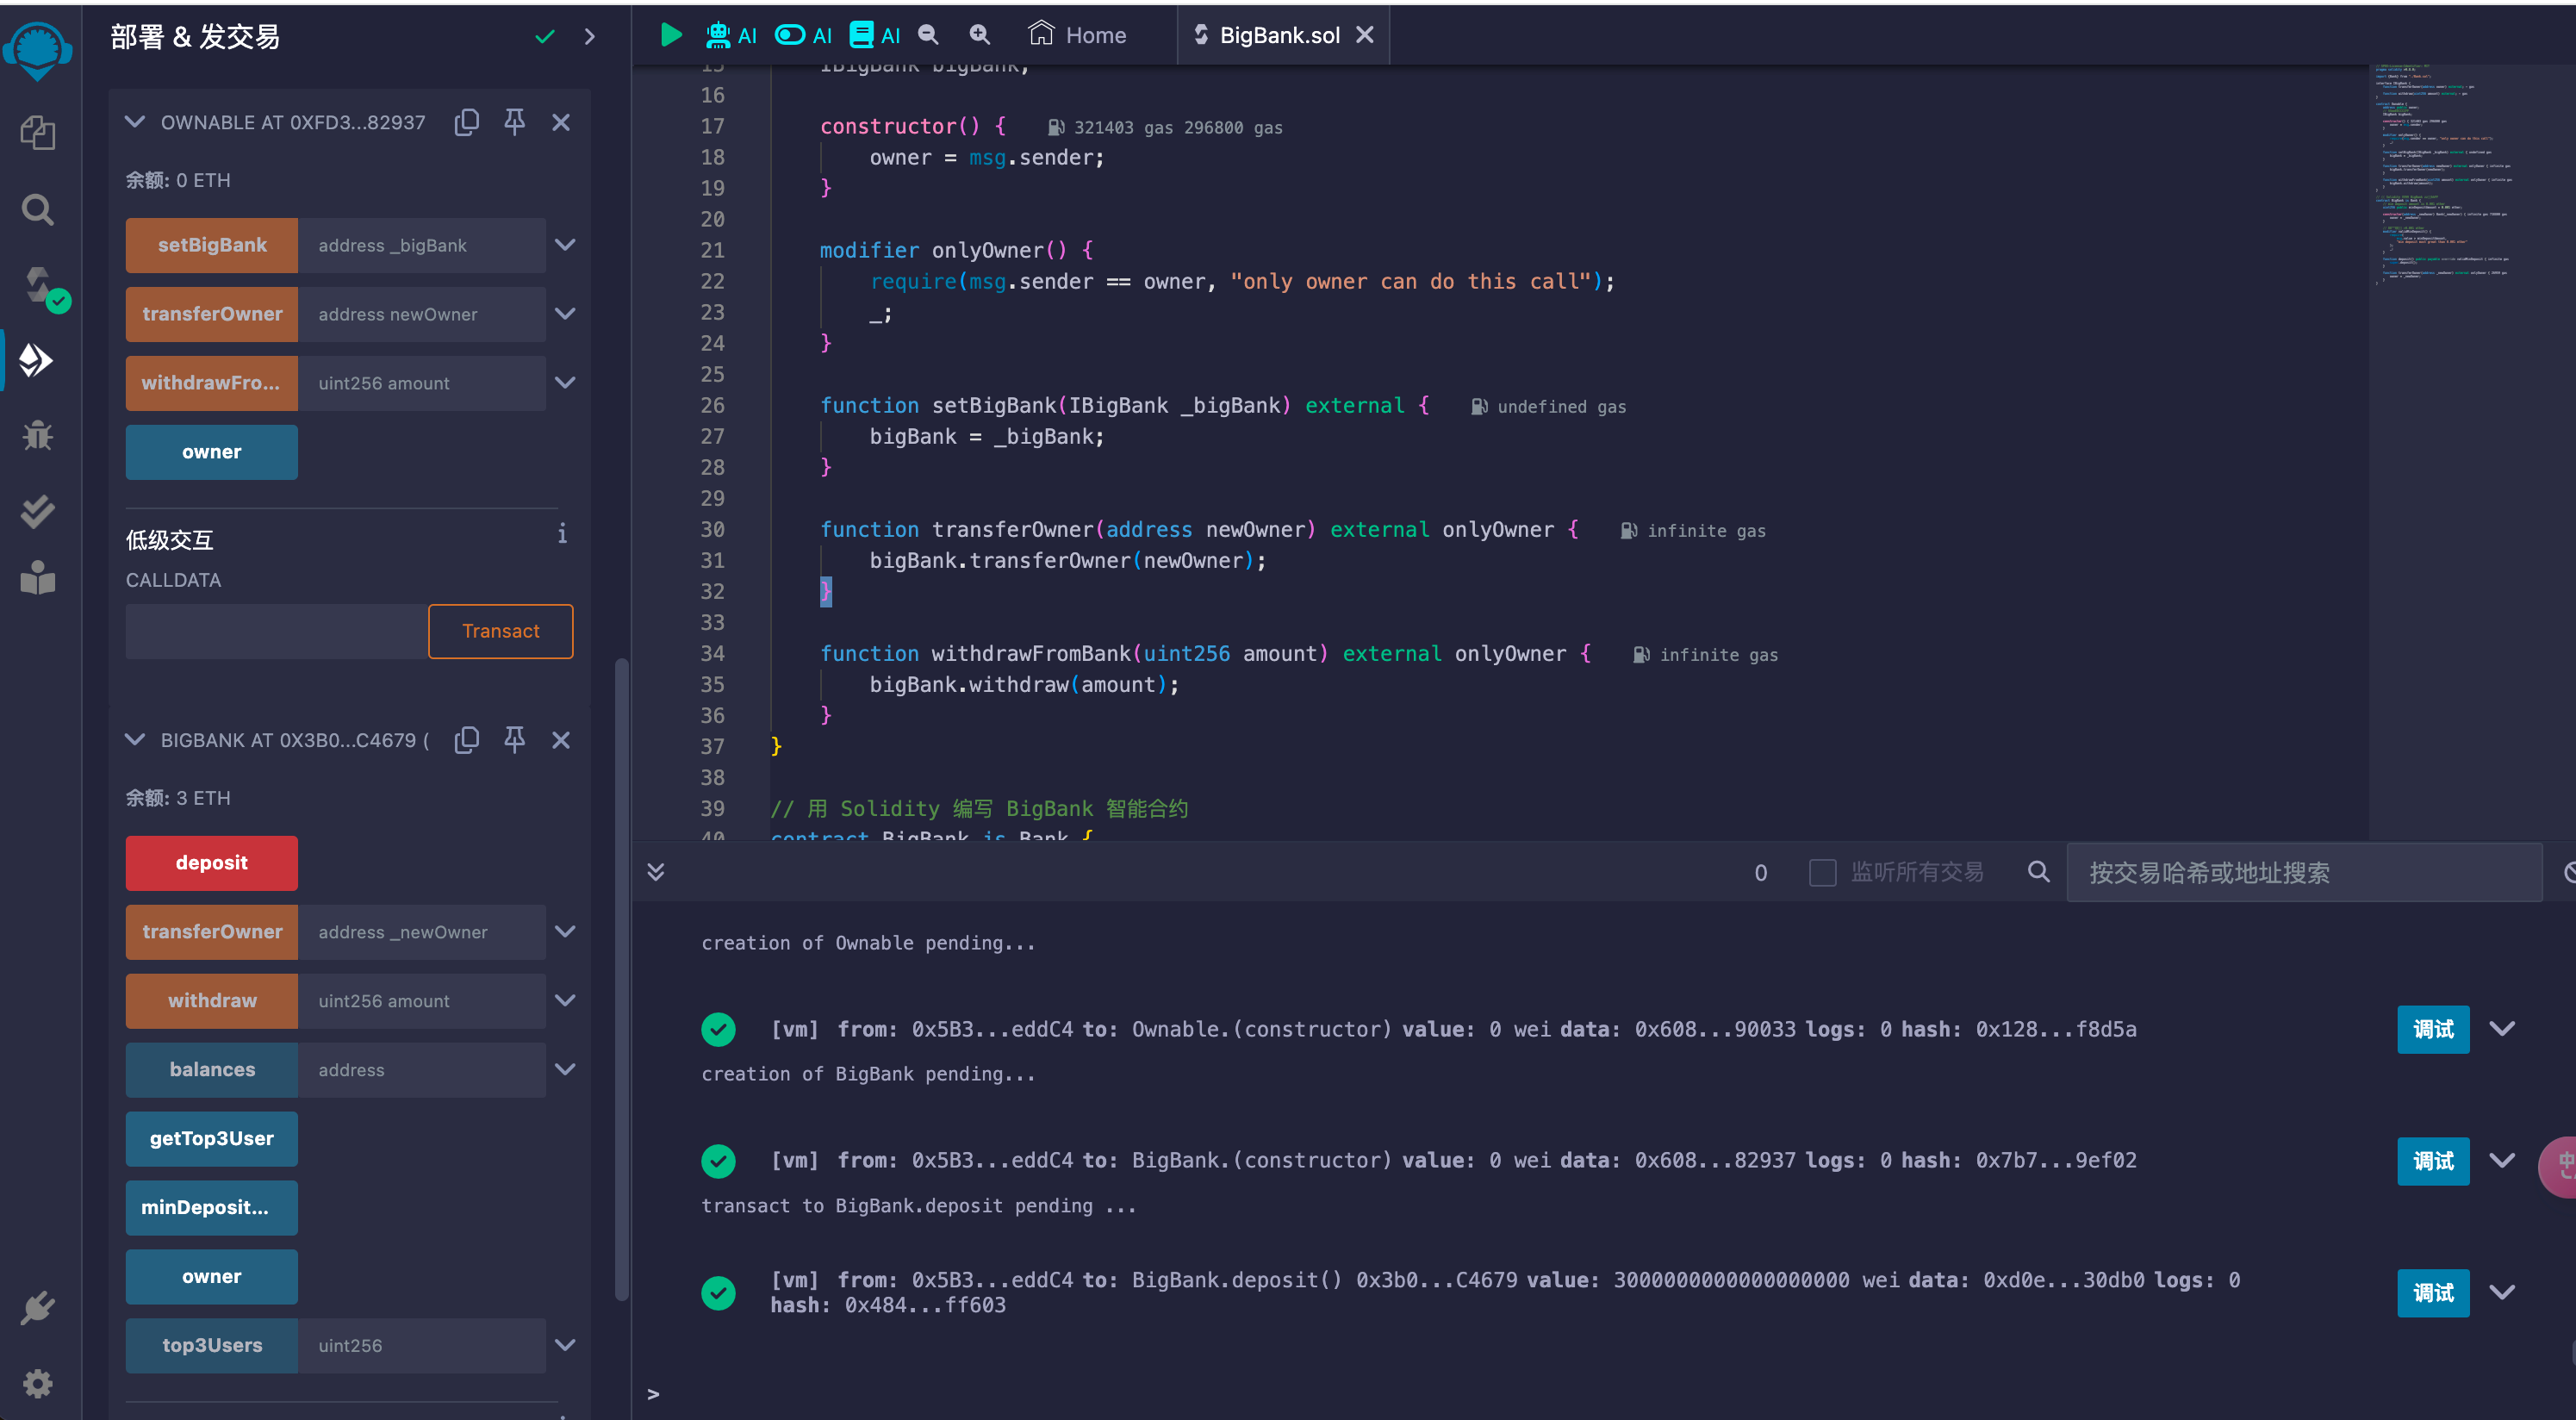 部署 & 发交易
OWNABLE AT 0XFD3...82937
余额: 0 ETH
setBigBank address _bigBank
transferOwner address newOwner
withdrawFro... uint256 amount
owner
低级交互
i
CALLDATA
Transact
BIGBANK AT 0X3B0...C4679 (
余额: 3 ETH
deposit
transferOwner address _newOwner
withdraw uint256 amount
balances address
getTop3User
minDeposit...
owner
top3Users uint256
AI AI AI Home BigBank.sol
15 IBigBank bigBank;
16
17 constructor() { 321403 gas 296800 gas
18 owner = msg.sender;
19 }
20
21 modifier onlyOwner() {
22 require(msg.sender == owner, "only owner can do this call");
23 _;
24 }
25
26 function setBigBank(IBigBank _bigBank) external { undefined gas
27 bigBank = _bigBank;
28 }
29
30 function transferOwner(address newOwner) external onlyOwner { infinite gas
31 bigBank.transferOwner(newOwner);
32 }
33
34 function withdrawFromBank(uint256 amount) external onlyOwner { infinite gas
35 bigBank.withdraw(amount);
36 }
37 }
38
39 // 用 Solidity 编写 BigBank 智能合约
40 contract BigBank is Bank {
0 监听所有交易 按交易哈希或地址搜索
creation of Ownable pending...
[vm] from: 0x5B3...eddC4 to: Ownable.(constructor) value: 0 wei data: 0x608...90033 logs: 0 hash: 0x128...f8d5a 调试
creation of BigBank pending...
[vm] from: 0x5B3...eddC4 to: BigBank.(constructor) value: 0 wei data: 0x608...82937 logs: 0 hash: 0x7b7...9ef02 调试
transact to BigBank.deposit pending ...
[vm] from: 0x5B3...eddC4 to: BigBank.deposit() 0x3b0...C4679 value: 3000000000000000000 wei data: 0xd0e...30db0 logs: 0
hash: 0x484...ff603 调试
>